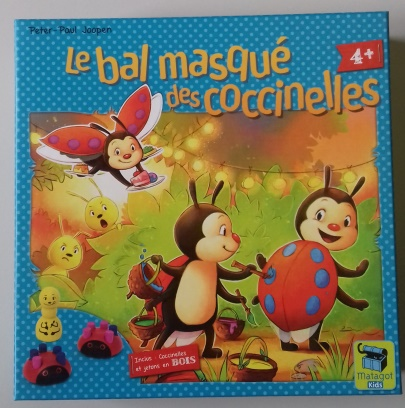 Peter-Paul Joopen
4+
Le bal masqué
des coccinelles
Inclus : Coccinelles
et jetons en BOIS
Matagot
Kids